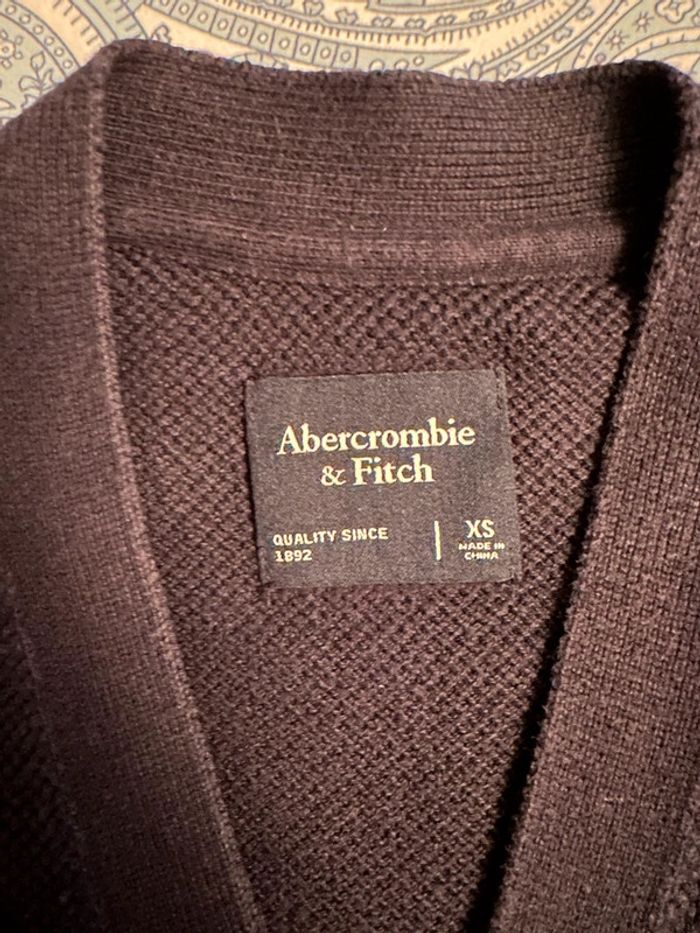 Abercrombie
& Fitch
QUALITY SINCE
1892
XS
MADE IN
CHINA